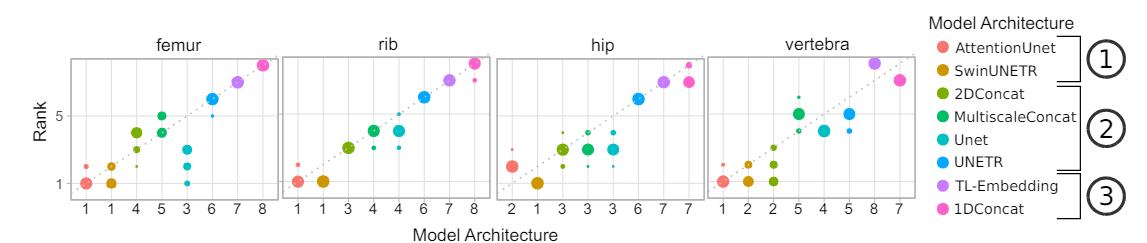 Model Architecture
femur rib hip vertebra
AttentionUnet
SwinUNETR
1
2DConcat
MultiscaleConcat
Unet
UNETR
2
TL-Embedding
1DConcat
3
Rank
5
1
1 1 4 5 3 6 7 8
1 1 3 4 4 6 7 8
2 1 3 3 3 6 7 7
1 2 2 5 4 5 8 7
Model Architecture